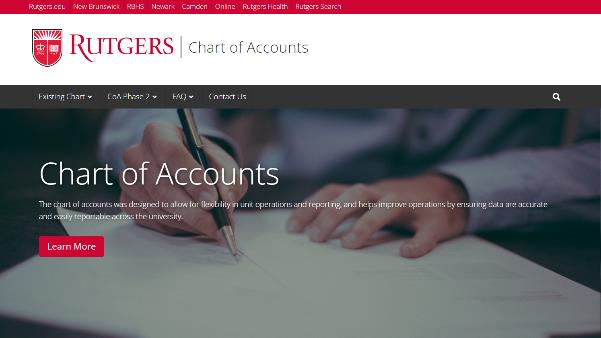 Rutgers.edu New Brunswick RBHS Newark Camden Online Rutgers Health Rutgers Search
RUTGERS | Chart of Accounts
Existing Chart CoA Phase 2 FAQ Contact Us
Chart of Accounts
The chart of accounts was designed to allow for flexibility in unit operations and reporting, and helps improve operations by ensuring data are accurate
and easily reportable across the university.
Learn More